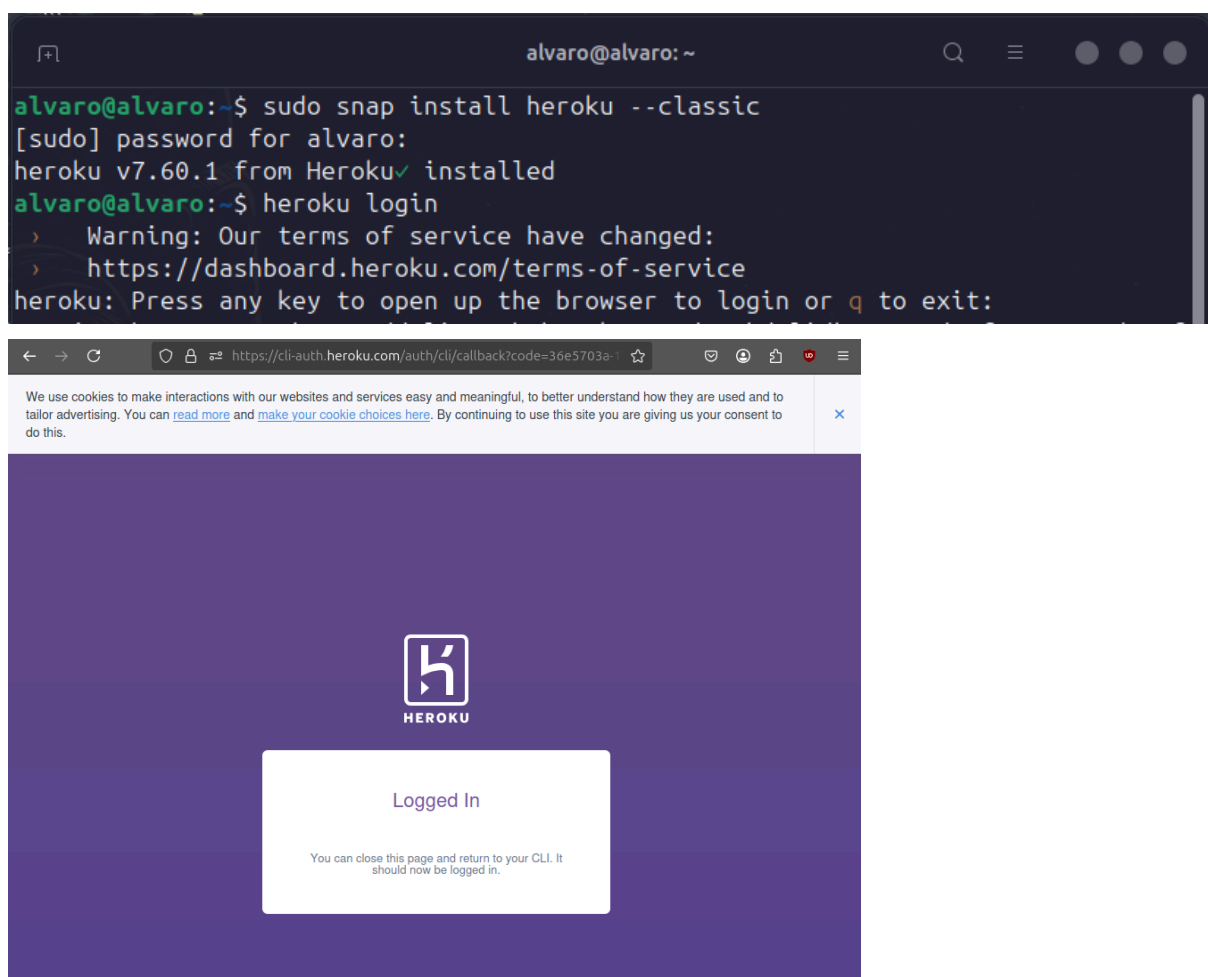 alvaro@alvaro: ~
alvaro@alvaro:~$ sudo snap install heroku --classic
[sudo] password for alvaro:
heroku v7.60.1 from Heroku✓ installed
alvaro@alvaro:~$ heroku login
› Warning: Our terms of service have changed:
› https://dashboard.heroku.com/terms-of-service
heroku: Press any key to open up the browser to login or q to exit:
https://cli-auth.heroku.com/auth/cli/callback?code=36e5703a-1
We use cookies to make interactions with our websites and services easy and meaningful, to better understand how they are used and to
tailor advertising. You can read more and make your cookie choices here. By continuing to use this site you are giving us your consent to
do this.
HEROKU
Logged In
You can close this page and return to your CLI. It
should now be logged in.